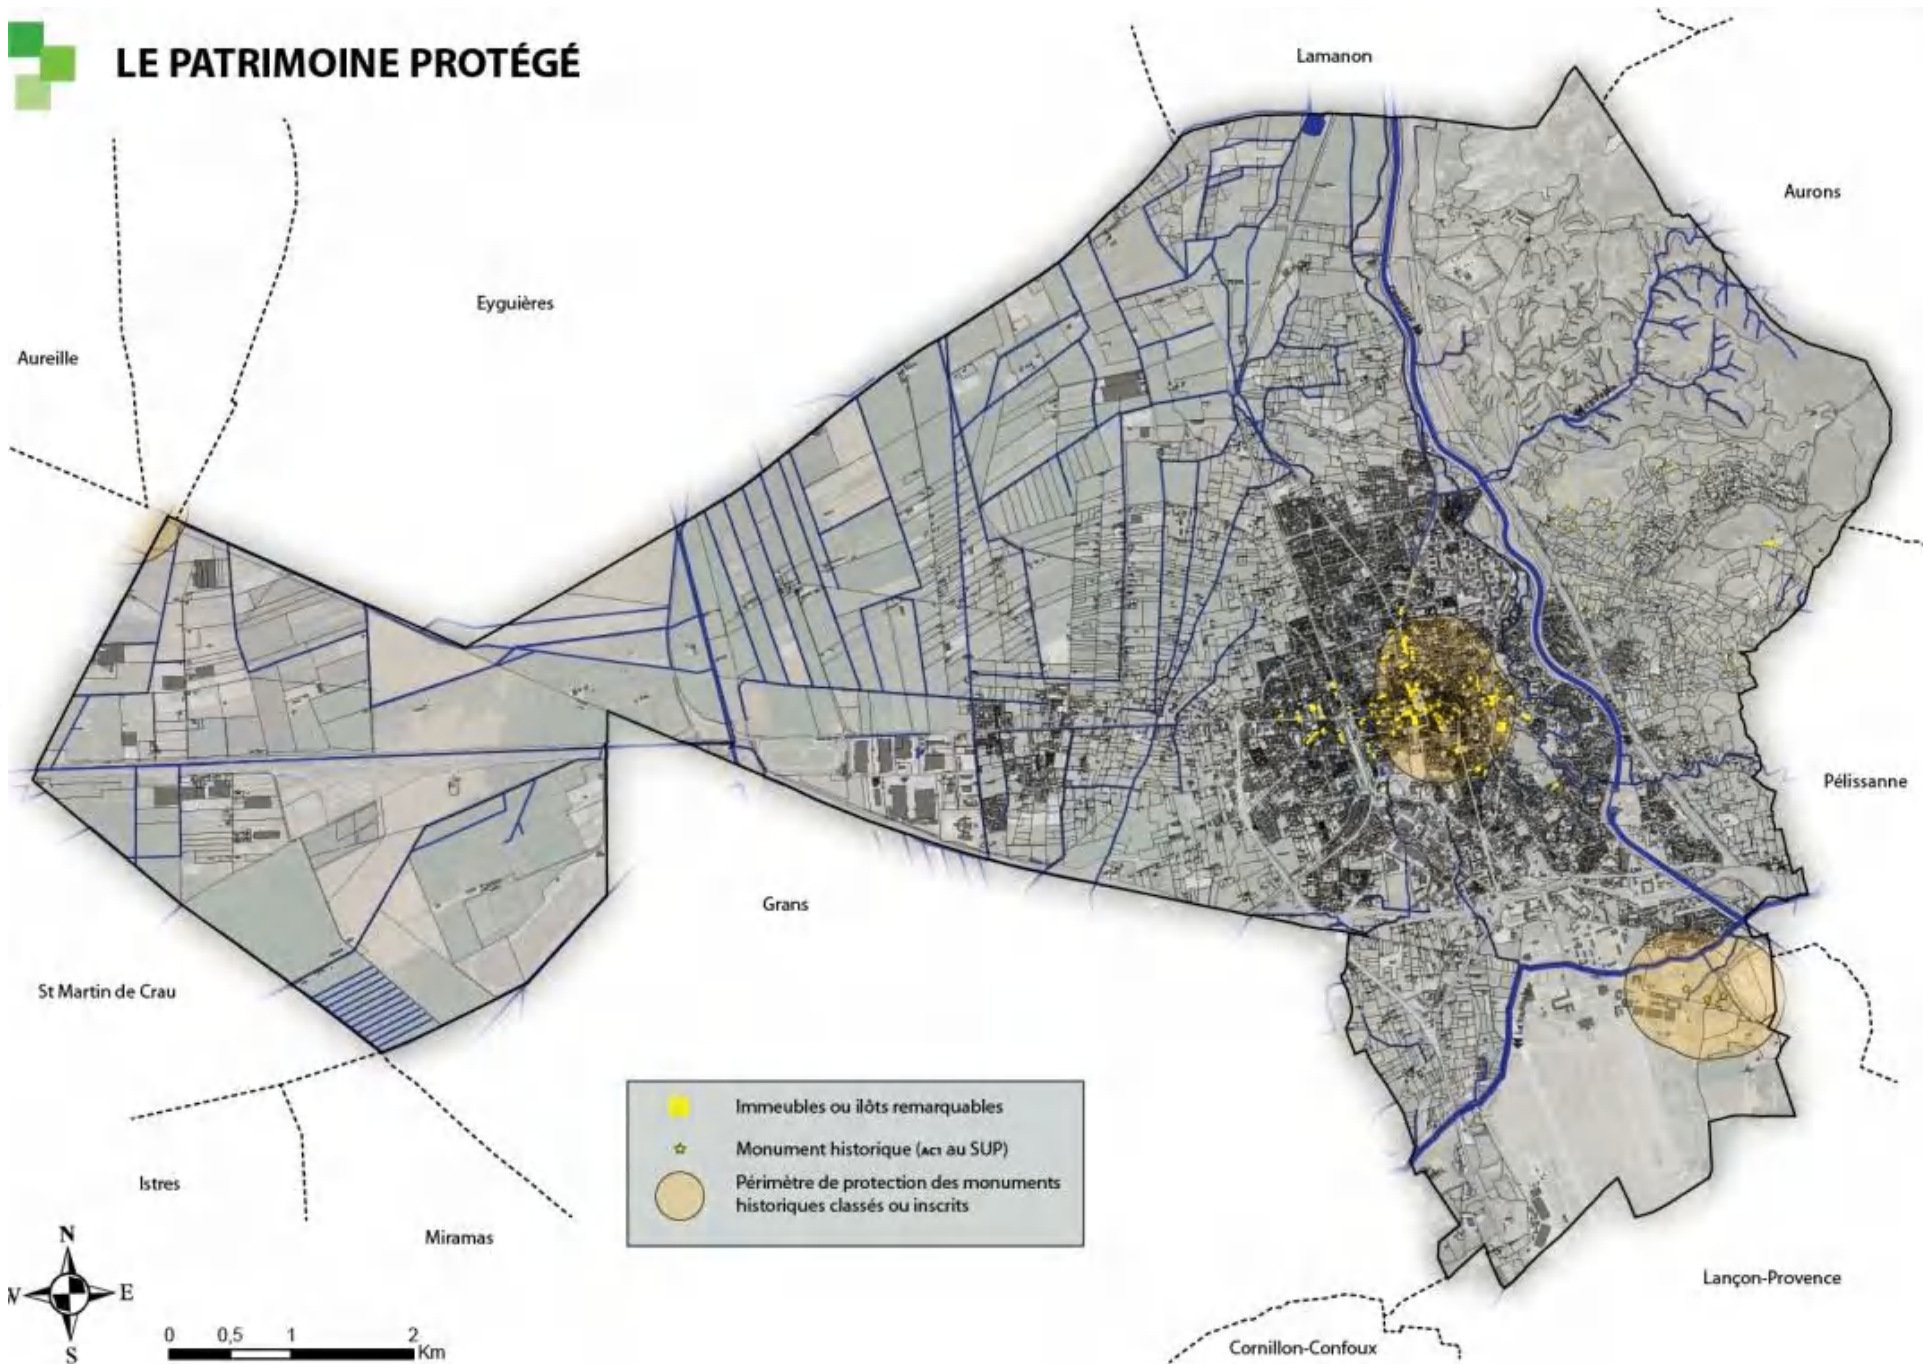 LE PATRIMOINE PROTÉGÉ
Lamanon
Aurons
Eyguières
Aureille
Pélissanne
Grans
St Martin de Crau
Immeubles ou ilôts remarquables
Monument historique (AC1 au SUP)
Périmètre de protection des monuments
historiques classés ou inscrits
Istres
Miramas
Lançon-Provence
Cornillon-Confoux
N
V E
S
0 0,5 1 2
Km